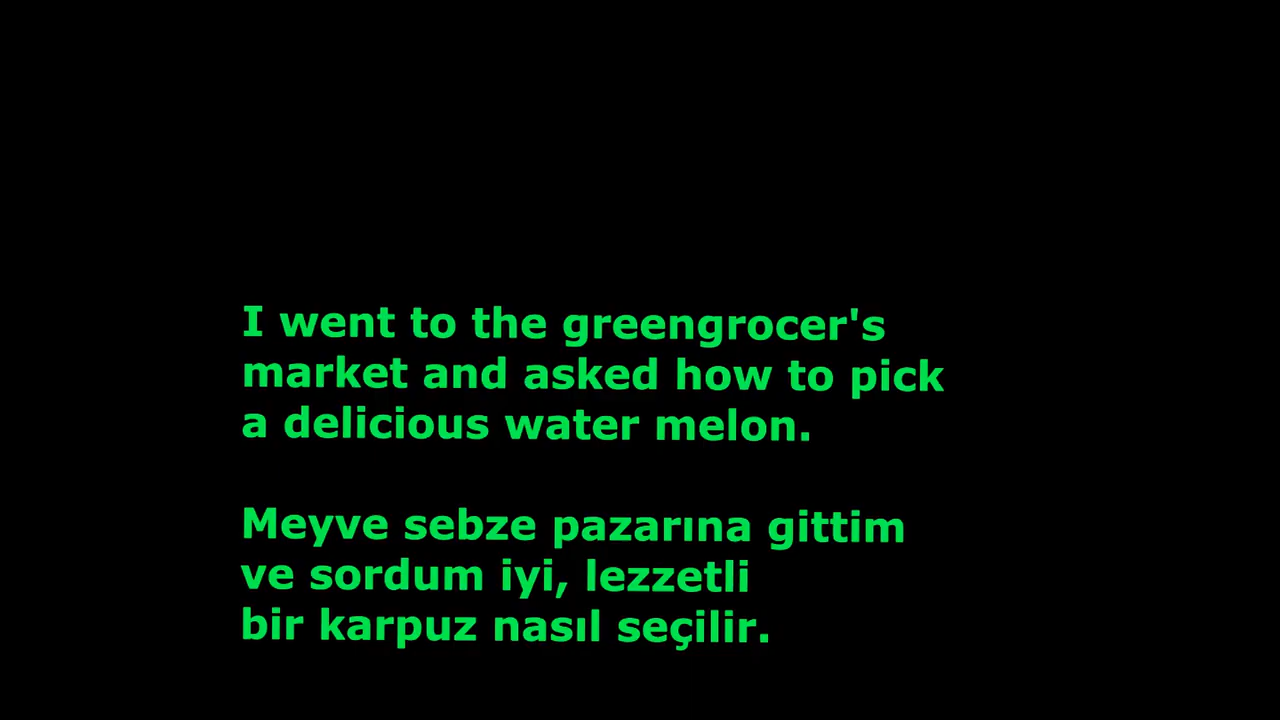 I went to the greengrocer's
market and asked how to pick
a delicious water melon.
Meyve sebze pazarına gittim
ve sordum iyi, lezzetli
bir karpuz nasıl seçilir.